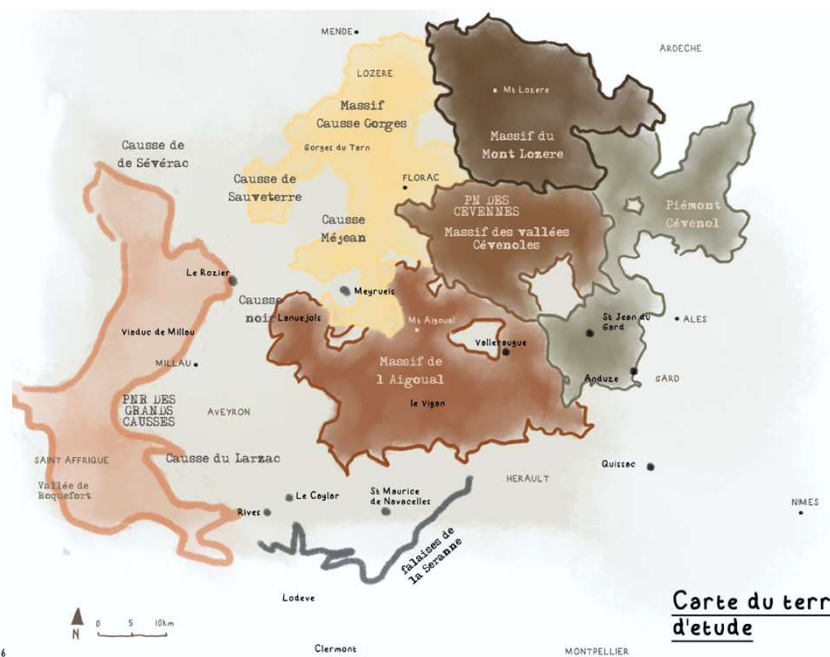 MENDE
ARDECHE
LOZERE
Mt Lozere
Massif
Causse Gorges
Massif du
Mont Lozere
Gorges du Tarn
Causse de
de Sévérac
Causse de
Sauveterre
FLORAC
PN DES
CEVENNES
Massif des vallées
Cévenoles
Piémont
Cévenol
Causse
Méjean
Le Rozier
Meyrueis
Causse
noir
Lanuejols
Mt Aigoual
St Jean du
Gard
ALES
Viaduc de Millau
Valleraugue
MILLAU
Massif de
l Aigoual
Anduze
GARD
PNR DES
GRANDS
CAUSSES
AVEYRON
le Vigan
SAINT AFFRIQUE
Causse du Larzac
Quissac
HERAULT
Vallée de
Roquefort
Le Caylar
St Maurice
de Navacelles
Rives
NIMES
falaises de
la Seranne
Lodeve
Carte du terr
d'etude
N
0 5 10km
6
Clermont
MONTPELLIER